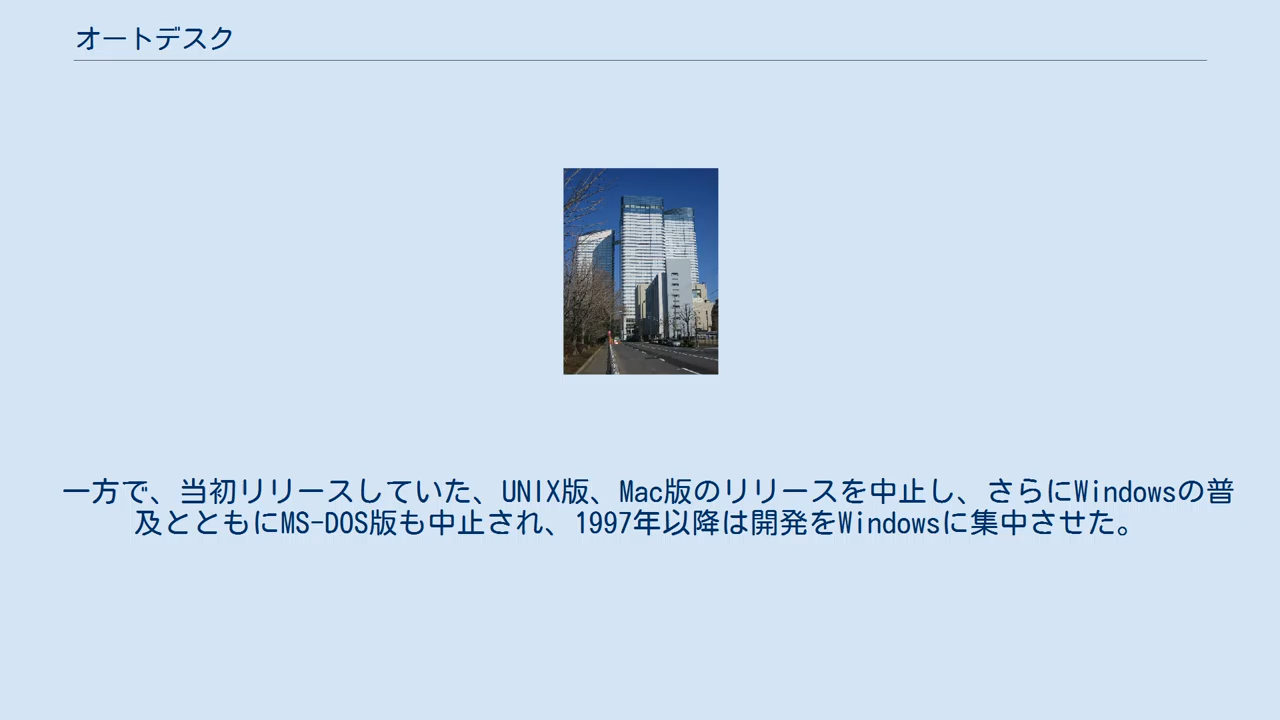 オートデスク
一方で、当初リリースしていた、UNIX版、Mac版のリリースを中止し、さらにWindowsの普
及とともにMS-DOS版も中止され、1997年以降は開発をWindowsに集中させた。